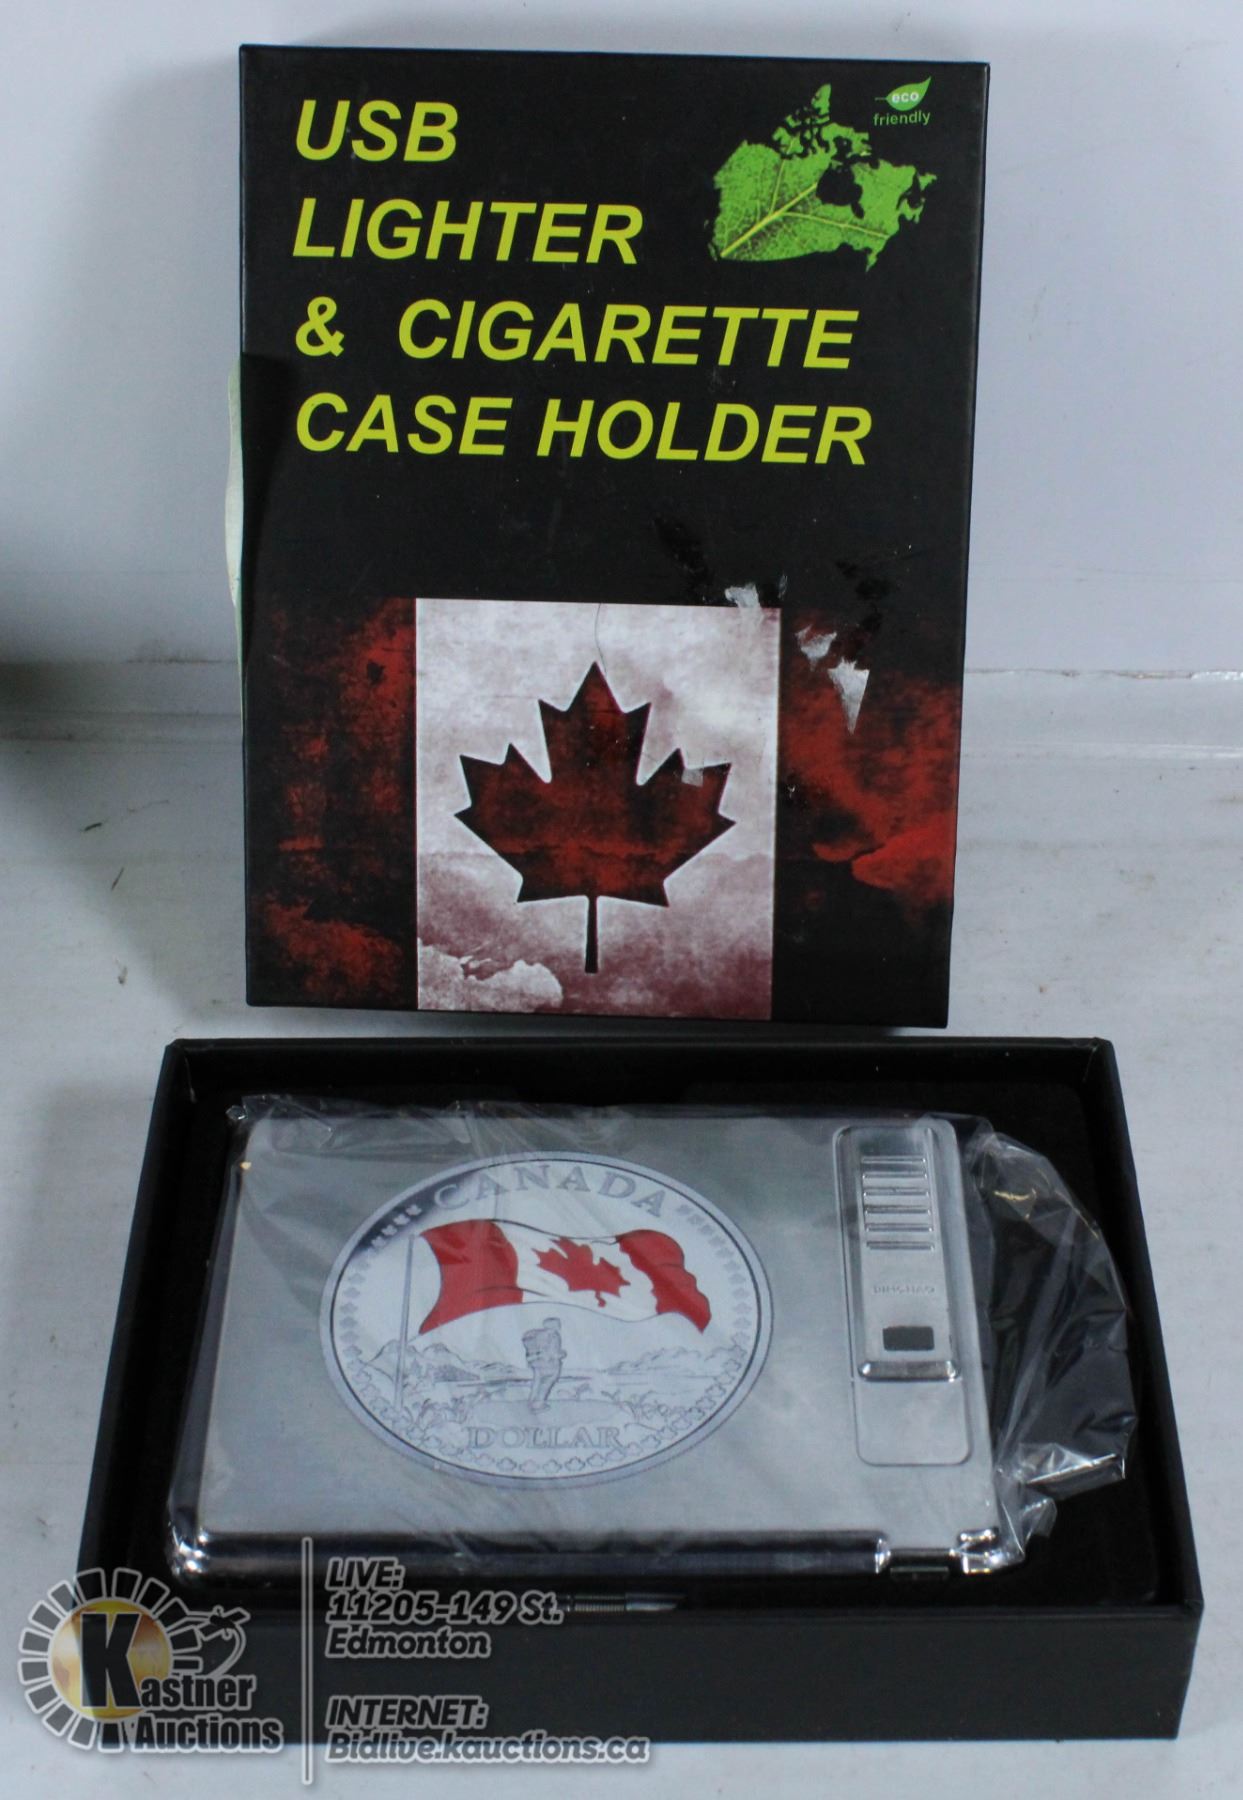 USB
LIGHTER
& CIGARETTE
CASE HOLDER
eco
friendly
CANADA
DOLLAR
Kastner
Auctions
LIVE:
11205-149 St.
Edmonton
INTERNET:
Bidlive.kauctions.ca